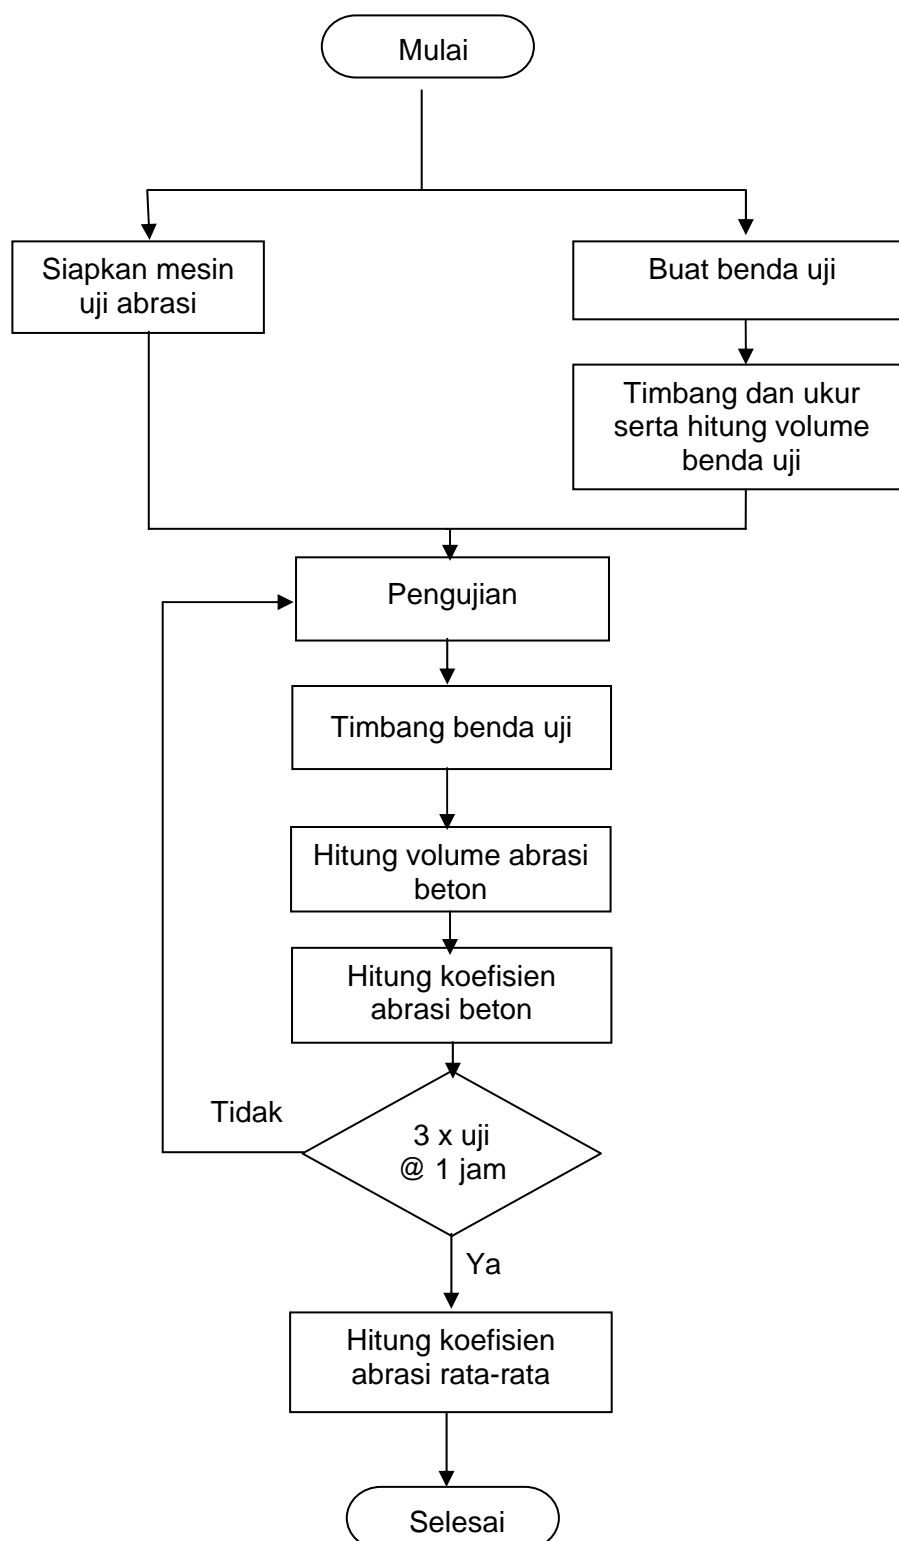 Mulai
Siapkan mesin
uji abrasi
Buat benda uji
Timbang dan ukur
serta hitung volume
benda uji
Pengujian
Timbang benda uji
Hitung volume abrasi
beton
Hitung koefisien
abrasi beton
Tidak
3 x uji
@ 1 jam
Ya
Hitung koefisien
abrasi rata-rata
Selesai